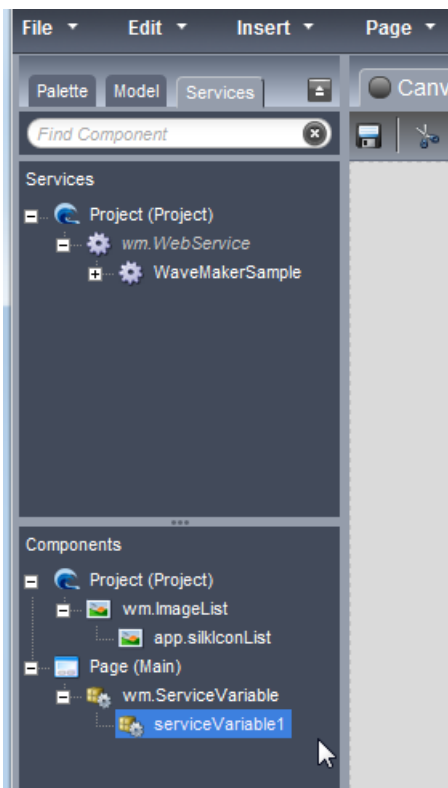 File Edit Insert Page
Palette Model Services Canv
Find Component
Services
Project (Project)
wm.WebService
WaveMakerSample
Components
Project (Project)
wm.ImageList
app.silkIconList
Page (Main)
wm.ServiceVariable
serviceVariable1